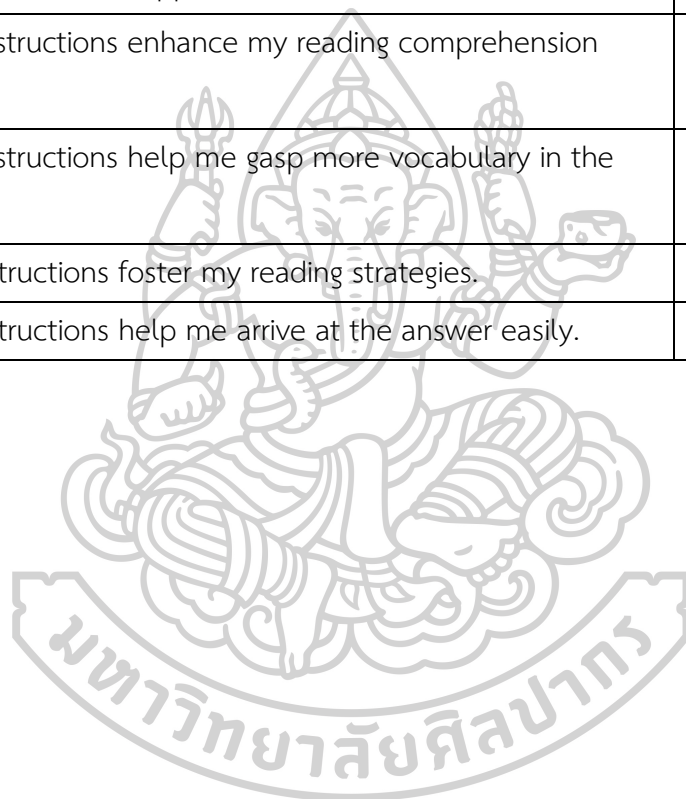 structions enhance my reading comprehension
structions help me gasp more vocabulary in the
tructions foster my reading strategies.
tructions help me arrive at the answer easily.
มหาวิทยาลัยศิลปากร